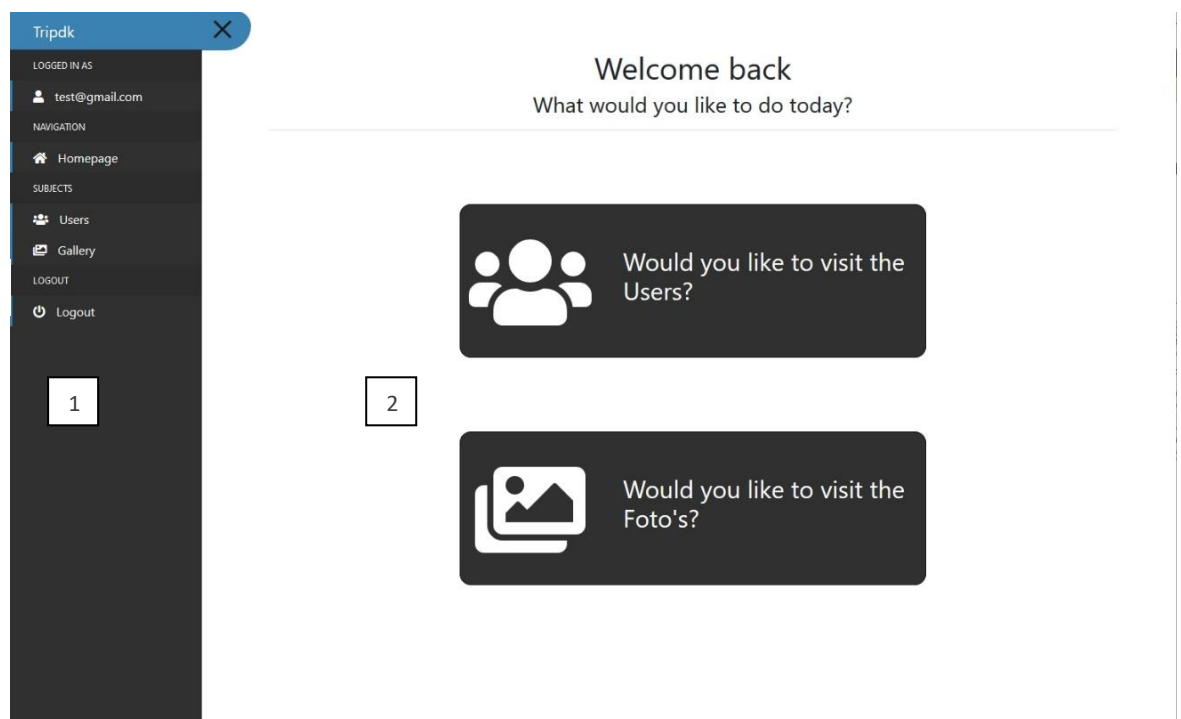 Tripdk
LOGGED IN AS
test@gmail.com
NAVIGATION
Homepage
SUBJECTS
Users
Gallery
LOGOUT
Logout
1
Welcome back
What would you like to do today?
Would you like to visit the
Users?
2
Would you like to visit the
Foto's?